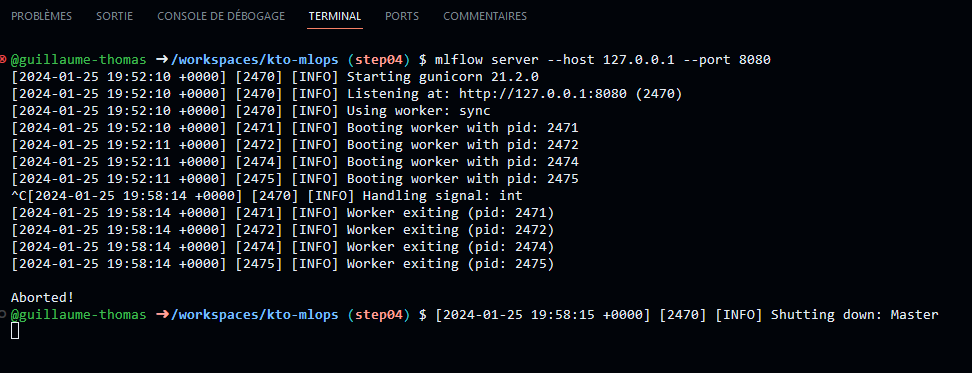 PROBLÈMES SORTIE CONSOLE DE DÉBOGAGE TERMINAL PORTS COMMENTAIRES
@guillaume-thomas ➜ /workspaces/kto-mlops (step04) $ mlflow server --host 127.0.0.1 --port 8080
[2024-01-25 19:52:10 +0000] [2470] [INFO] Starting gunicorn 21.2.0
[2024-01-25 19:52:10 +0000] [2470] [INFO] Listening at: http://127.0.0.1:8080 (2470)
[2024-01-25 19:52:10 +0000] [2470] [INFO] Using worker: sync
[2024-01-25 19:52:10 +0000] [2471] [INFO] Booting worker with pid: 2471
[2024-01-25 19:52:11 +0000] [2472] [INFO] Booting worker with pid: 2472
[2024-01-25 19:52:11 +0000] [2474] [INFO] Booting worker with pid: 2474
[2024-01-25 19:52:11 +0000] [2475] [INFO] Booting worker with pid: 2475
^C[2024-01-25 19:58:14 +0000] [2470] [INFO] Handling signal: int
[2024-01-25 19:58:14 +0000] [2471] [INFO] Worker exiting (pid: 2471)
[2024-01-25 19:58:14 +0000] [2472] [INFO] Worker exiting (pid: 2472)
[2024-01-25 19:58:14 +0000] [2474] [INFO] Worker exiting (pid: 2474)
[2024-01-25 19:58:14 +0000] [2475] [INFO] Worker exiting (pid: 2475)
Aborted!
@guillaume-thomas ➜ /workspaces/kto-mlops (step04) $ [2024-01-25 19:58:15 +0000] [2470] [INFO] Shutting down: Master